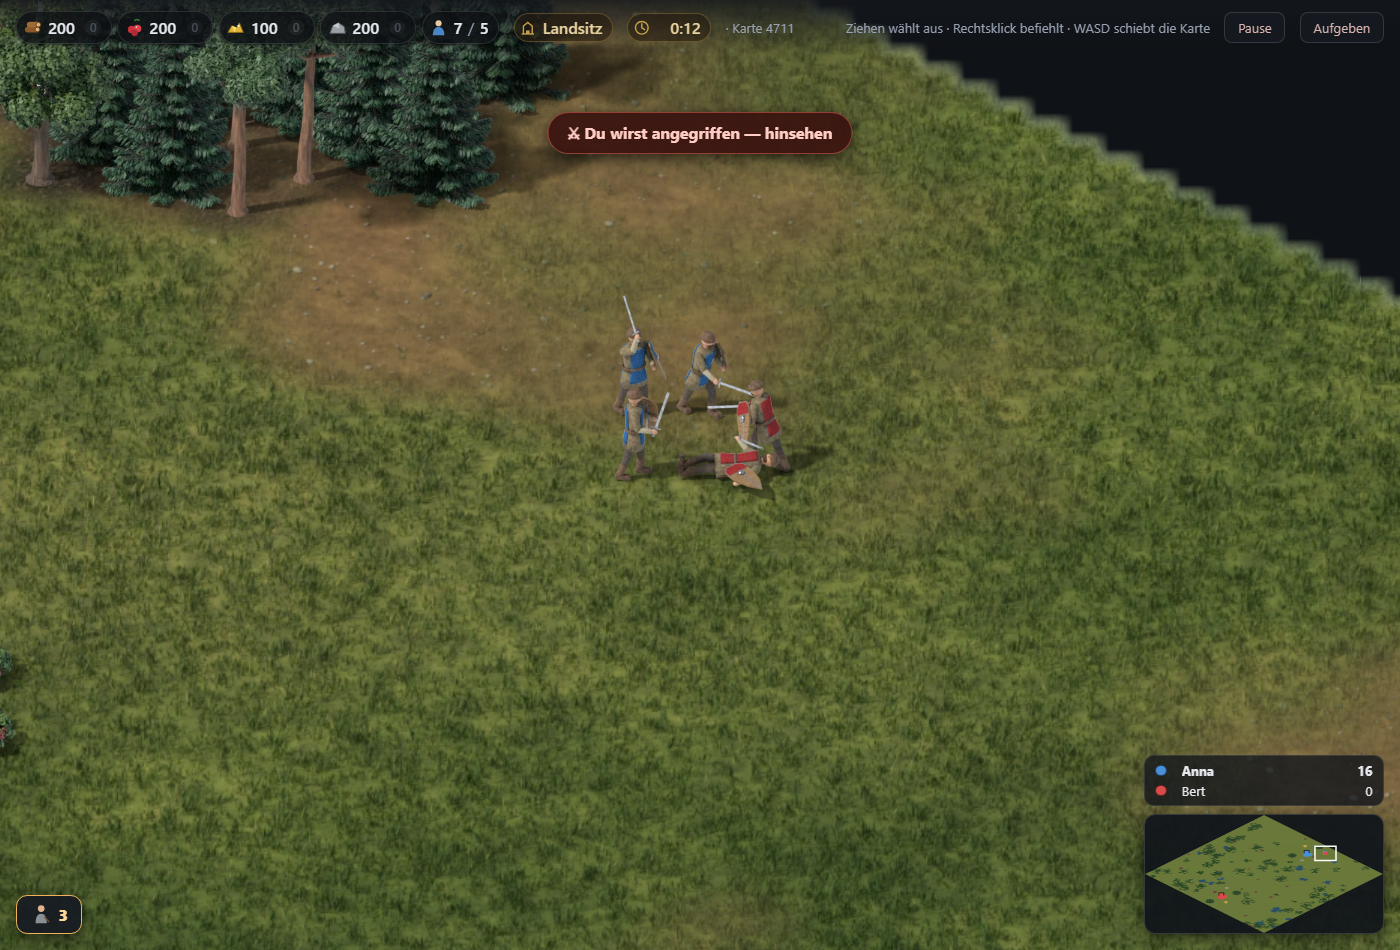 200 0 200 0 100 0 200 0 7 / 5 Landsitz 0:12 · Karte 4711 Ziehen wählt aus · Rechtsklick befiehlt · WASD schiebt die Karte Pause Aufgeben
Du wirst angegriffen — hinsehen
Anna 16
Bert 0
3